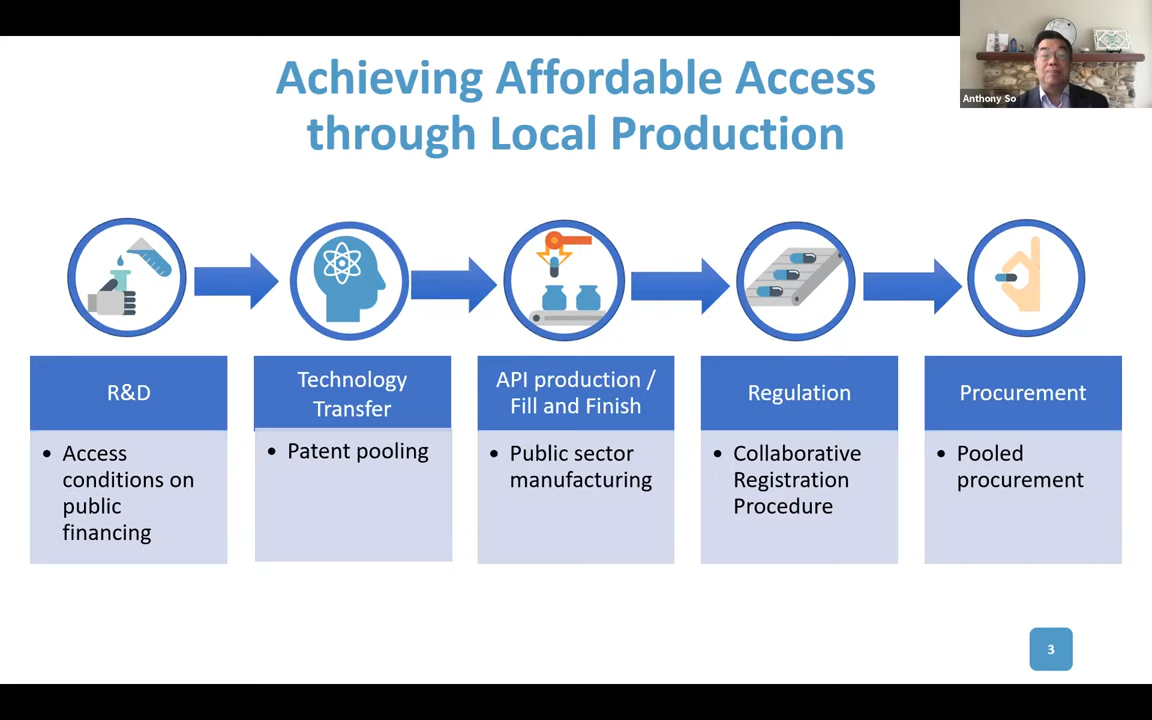 Achieving Affordable Access
through Local Production
Anthony So
R&D
Access
conditions on
public
financing
Technology
Transfer
Patent pooling
API production /
Fill and Finish
Public sector
manufacturing
Regulation
Collaborative
Registration
Procedure
Procurement
Pooled
procurement
3